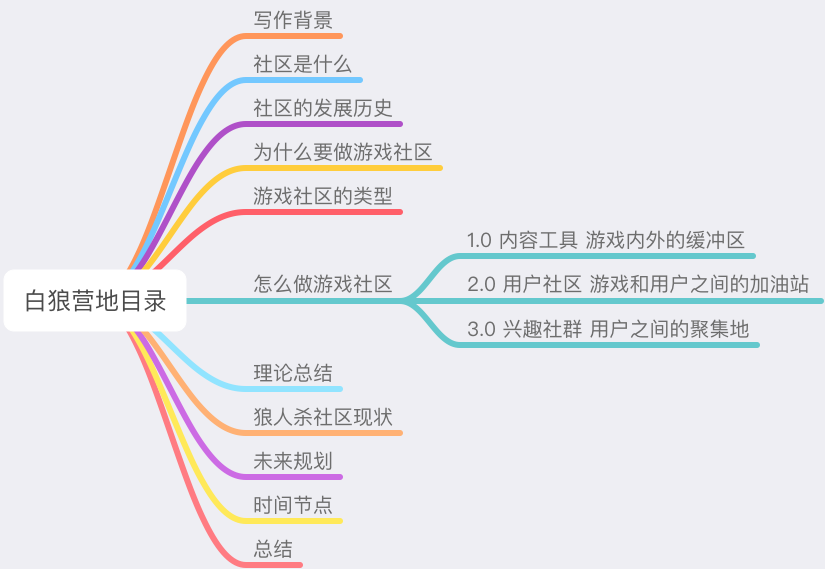 写作背景
社区是什么
社区的发展历史
为什么要做游戏社区
游戏社区的类型
白狼营地目录
怎么做游戏社区
1.0 内容工具 游戏内外的缓冲区
2.0 用户社区 游戏和用户之间的加油站
3.0 兴趣社群 用户之间的聚集地
理论总结
狼人杀社区现状
未来规划
时间节点
总结